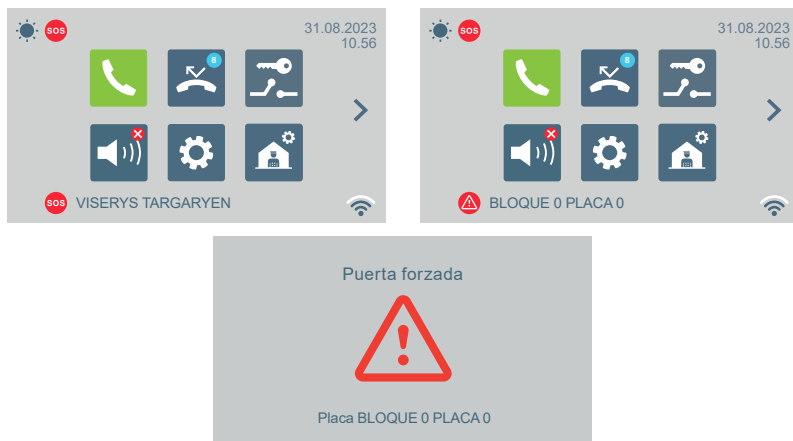 SOS
31.08.2023
10.56
8
SOS VISERYS TARGARYEN
SOS
31.08.2023
10.56
8
BLOQUE 0 PLACA 0
Puerta forzada
!
Placa BLOQUE 0 PLACA 0